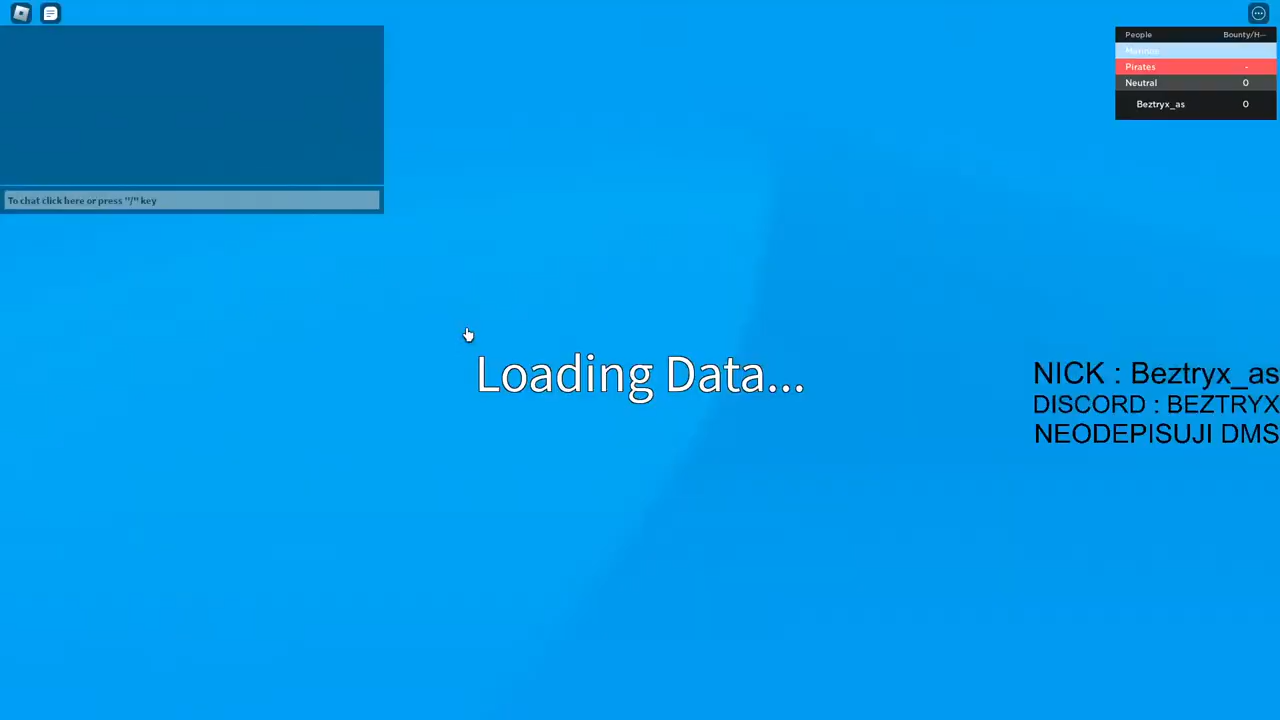 People Bounty/H...
Marines
Pirates -
Neutral 0
Beztryx_as 0
To chat click here or press "/" key
Loading Data...
NICK : Beztryx_as
DISCORD : BEZTRYX
NEODEPISUJI DMS